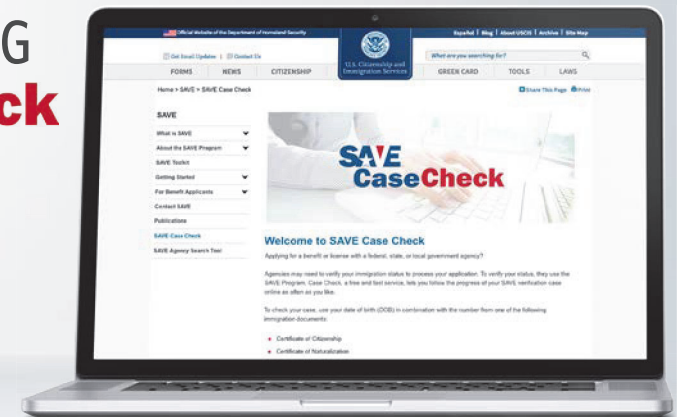 G
ck
Official Website of the Department of Homeland Security
Español | Blog | About USCIS | Archive | Site Map
Get Email Updates | Contact Us
U.S. Citizenship and
Immigration Services
What are you searching for?
FORMS NEWS CITIZENSHIP GREEN CARD TOOLS LAWS
Home > SAVE > SAVE Case Check
Share This Page Print
SAVE
What is SAVE
About the SAVE Program
SAVE Toolkit
Getting Started
For Benefit Applicants
Contact SAVE
Publications
SAVE Case Check
SAVE Agency Search Tool
SAVE
CaseCheck
Welcome to SAVE Case Check
Applying for a benefit or license with a federal, state, or local government agency?
Agencies may need to verify your immigration status to process your application. To verify your status, they use the
SAVE Program. Case Check, a free and fast service, lets you follow the progress of your SAVE verification case
online as often as you like.
To check your case, use your date of birth (DOB) in combination with the number from one of the following
immigration documents:
Certificate of Citizenship
Certificate of Naturalization